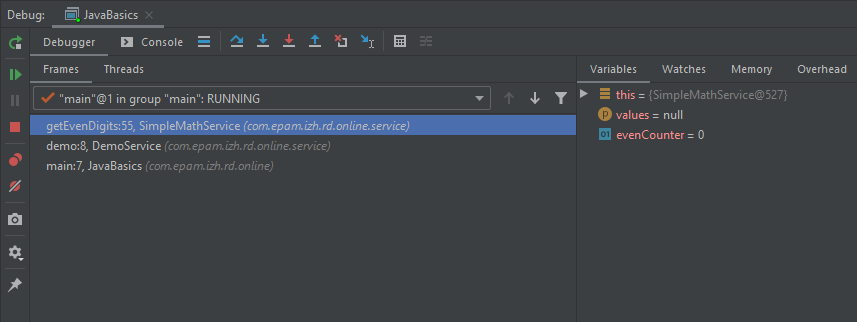 Debug: JavaBasics
Debugger Console
Frames Threads
"main"@1 in group "main": RUNNING
getEvenDigits:55, SimpleMathService (com.epam.izh.rd.online.service)
demo:8, DemoService (com.epam.izh.rd.online.service)
main:7, JavaBasics (com.epam.izh.rd.online)
Variables Watches Memory Overhead
this = {SimpleMathService@527}
p values = null
01 evenCounter = 0